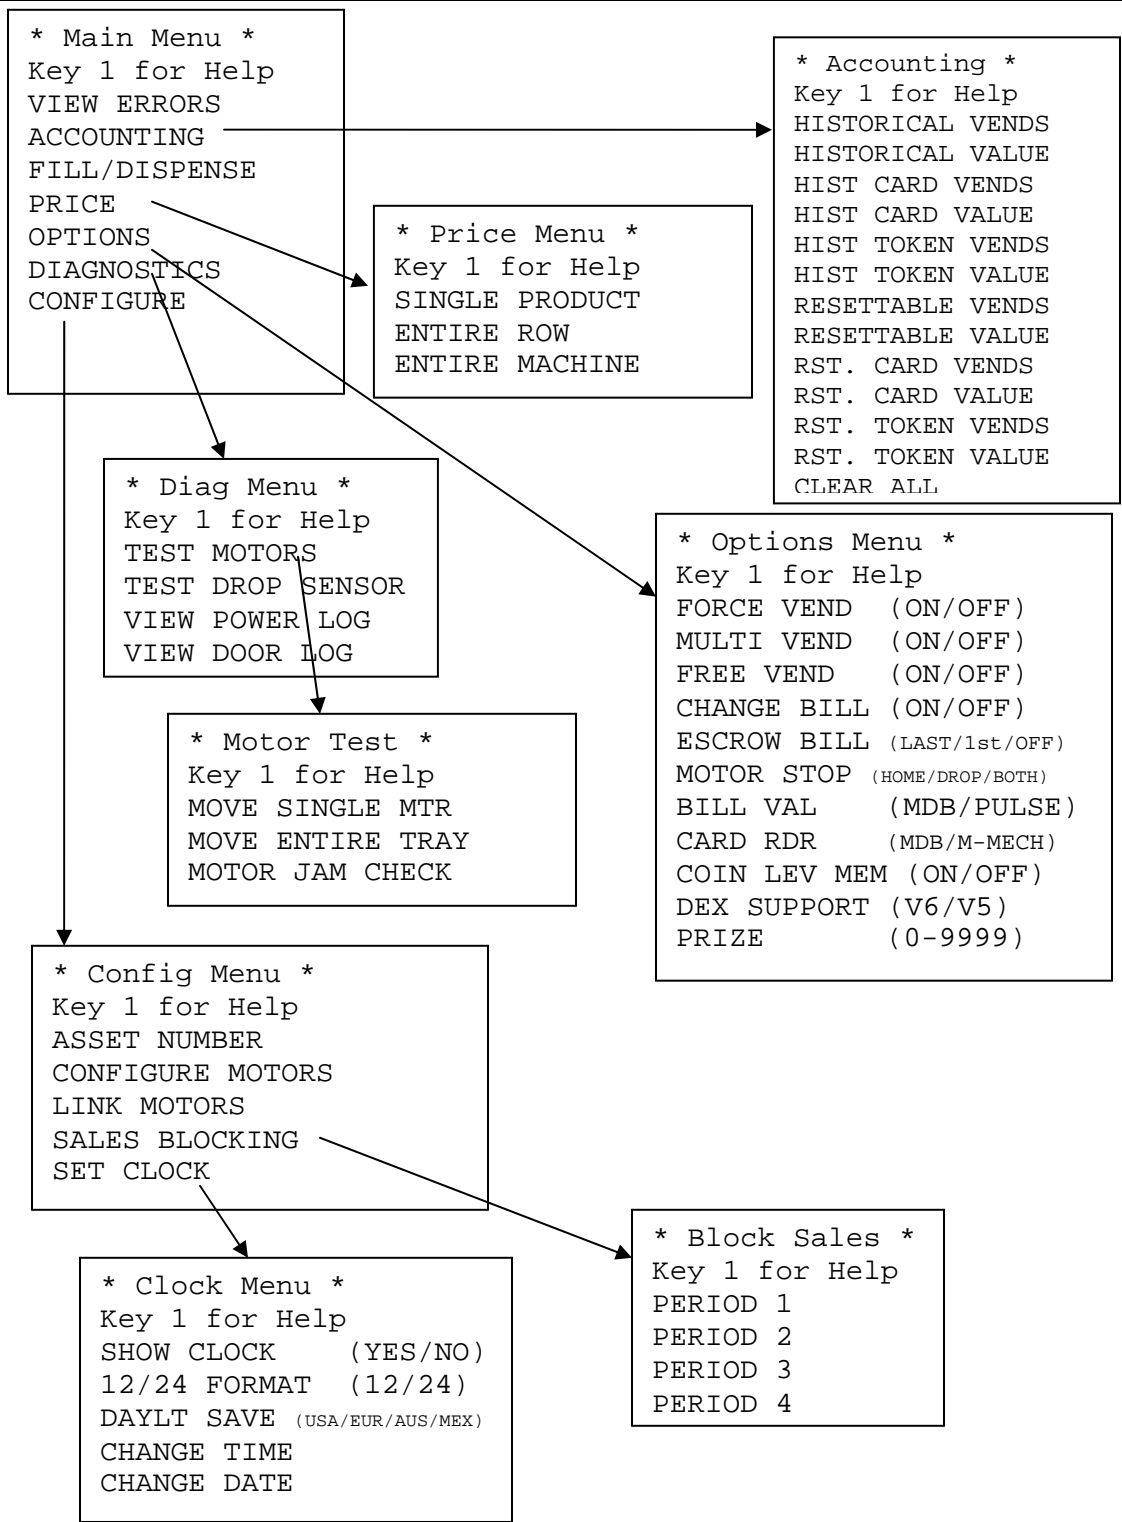 * Main Menu *
Key 1 for Help
VIEW ERRORS
ACCOUNTING
FILL/DISPENSE
PRICE
OPTIONS
DIAGNOSTICS
CONFIGURE
* Accounting *
Key 1 for Help
HISTORICAL VENDS
HISTORICAL VALUE
HIST CARD VENDS
HIST CARD VALUE
HIST TOKEN VENDS
HIST TOKEN VALUE
RESETTABLE VENDS
RESETTABLE VALUE
RST. CARD VENDS
RST. CARD VALUE
RST. TOKEN VENDS
RST. TOKEN VALUE
CLEAR ALL
* Price Menu *
Key 1 for Help
SINGLE PRODUCT
ENTIRE ROW
ENTIRE MACHINE
* Diag Menu *
Key 1 for Help
TEST MOTORS
TEST DROP SENSOR
VIEW POWER LOG
VIEW DOOR LOG
* Options Menu *
Key 1 for Help
FORCE VEND (ON/OFF)
MULTI VEND (ON/OFF)
FREE VEND (ON/OFF)
CHANGE BILL (ON/OFF)
ESCROW BILL (LAST/1st/OFF)
MOTOR STOP (HOME/DROP/BOTH)
BILL VAL (MDB/PULSE)
CARD RDR (MDB/M-MECH)
COIN LEV MEM (ON/OFF)
DEX SUPPORT (V6/V5)
PRIZE (0-9999)
* Motor Test *
Key 1 for Help
MOVE SINGLE MTR
MOVE ENTIRE TRAY
MOTOR JAM CHECK
* Config Menu *
Key 1 for Help
ASSET NUMBER
CONFIGURE MOTORS
LINK MOTORS
SALES BLOCKING
SET CLOCK
* Block Sales *
Key 1 for Help
PERIOD 1
PERIOD 2
PERIOD 3
PERIOD 4
* Clock Menu *
Key 1 for Help
SHOW CLOCK (YES/NO)
12/24 FORMAT (12/24)
DAYLT SAVE (USA/EUR/AUS/MEX)
CHANGE TIME
CHANGE DATE